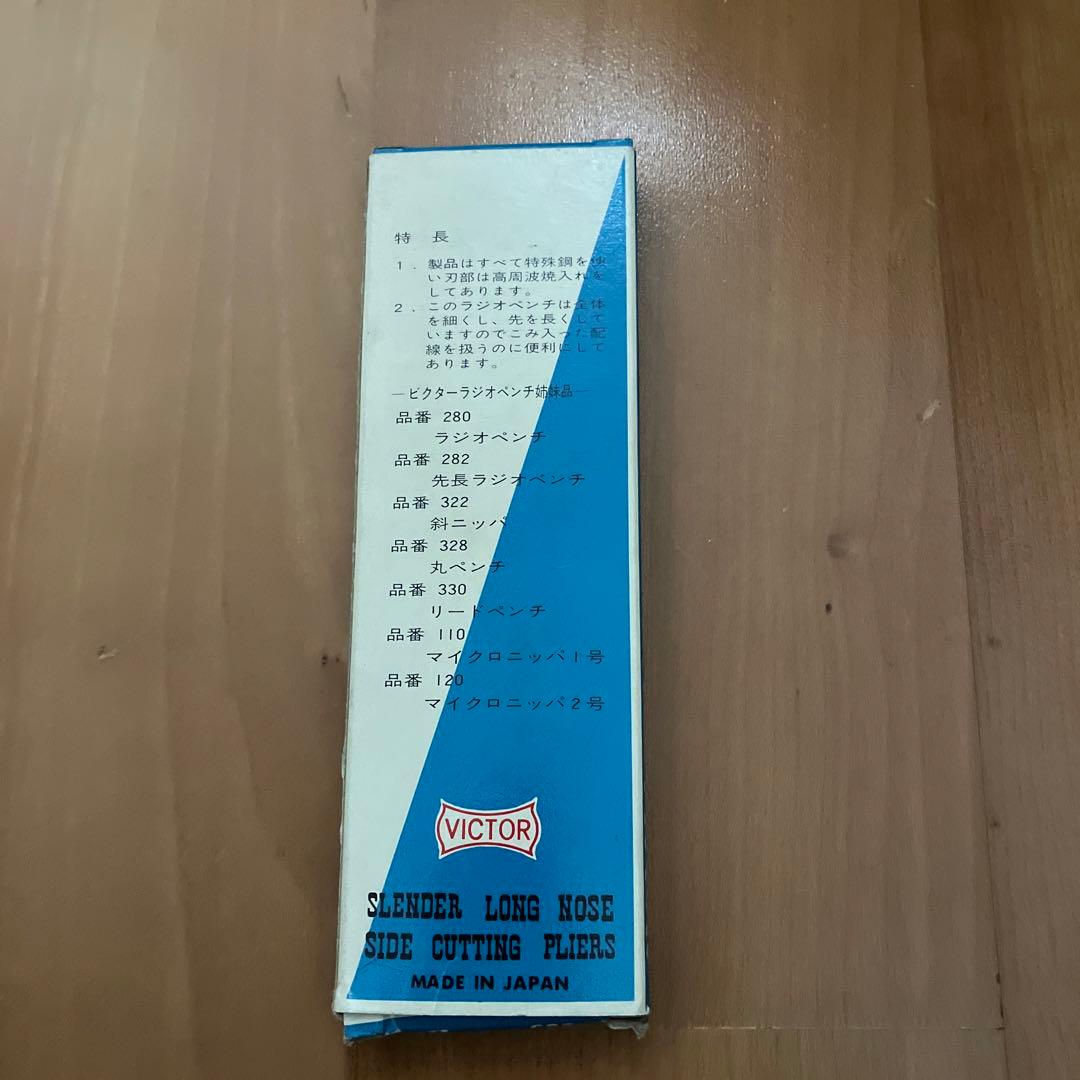 特 長
1. 製品はすべて特殊鋼を使
い刃部は高周波焼入れを
してあります。
2. このラジオペンチは全体
を細くし、先を長くして
いますのでこみ入った配
線を扱うのに便利にして
あります。
―ビクターラジオペンチ姉妹品―
品番 280
ラジオペンチ
品番 282
先長ラジオペンチ
品番 322
斜ニッパ
品番 328
丸ペンチ
品番 330
リードペンチ
品番 110
マイクロニッパ1号
品番 120
マイクロニッパ2号
VICTOR
SLENDER LONG NOSE
SIDE CUTTING PLIERS
MADE IN JAPAN